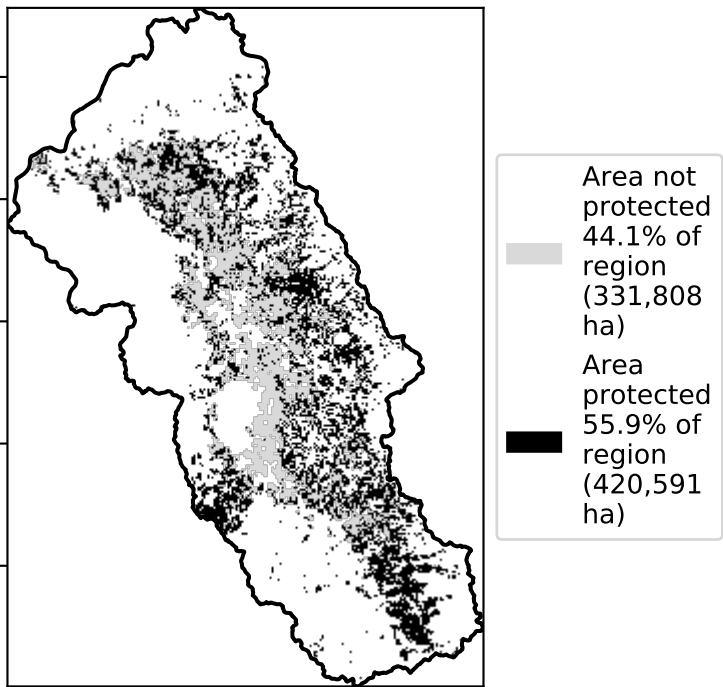 Area not
protected
44.1% of
region
(331,808
ha)
Area
protected
55.9% of
region
(420,591
ha)